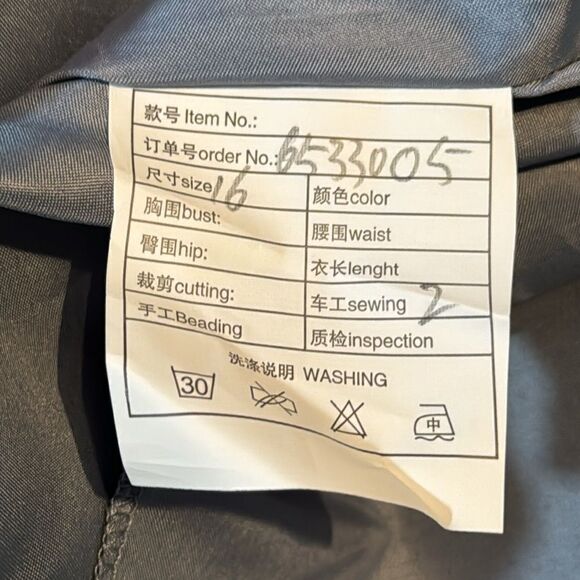 款号 Item No.:
订单号order No.: 6533005
尺寸size 16 颜色color
胸围bust: 腰围waist
臀围hip: 衣长lenght
裁剪cutting: 车工sewing 2
手工Beading 质检inspection
洗涤说明 WASHING
30 中